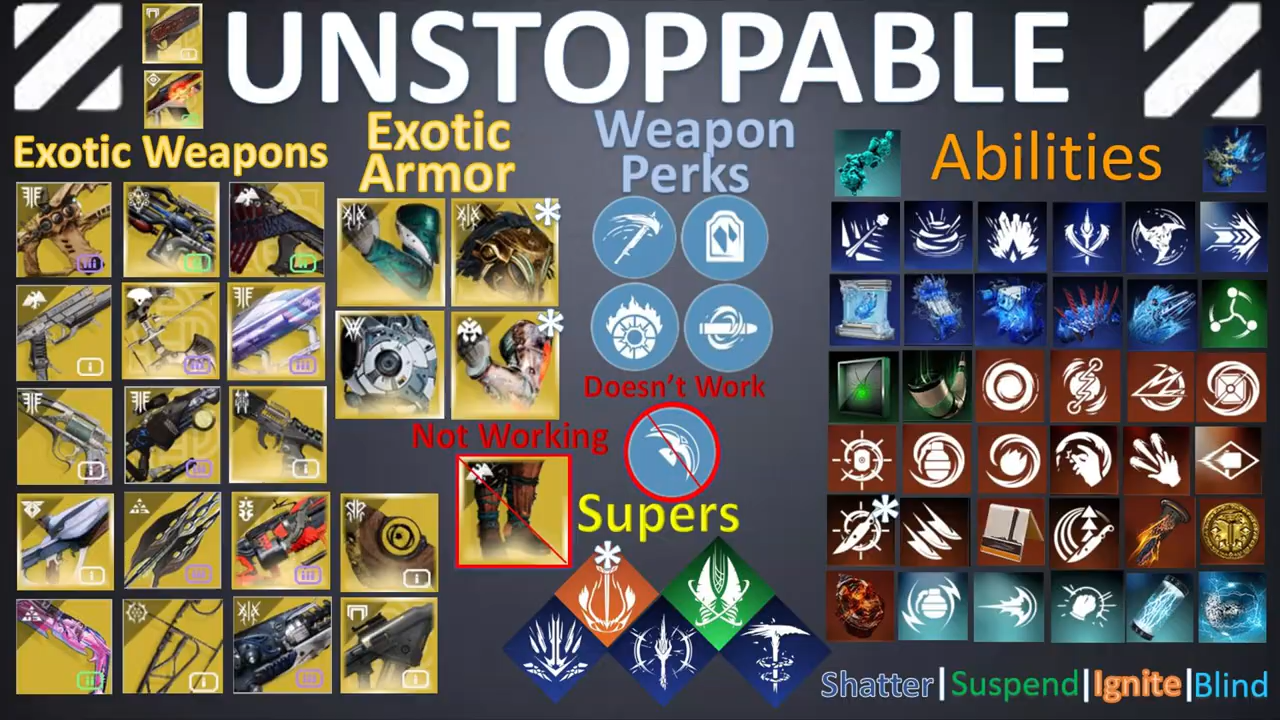 UNSTOPPABLE
Exotic Weapons
Exotic
Armor
Weapon
Perks
Abilities
*
*
Doesn't Work
Not Working
Supers
*
*
Shatter|Suspend|Ignite|Blind